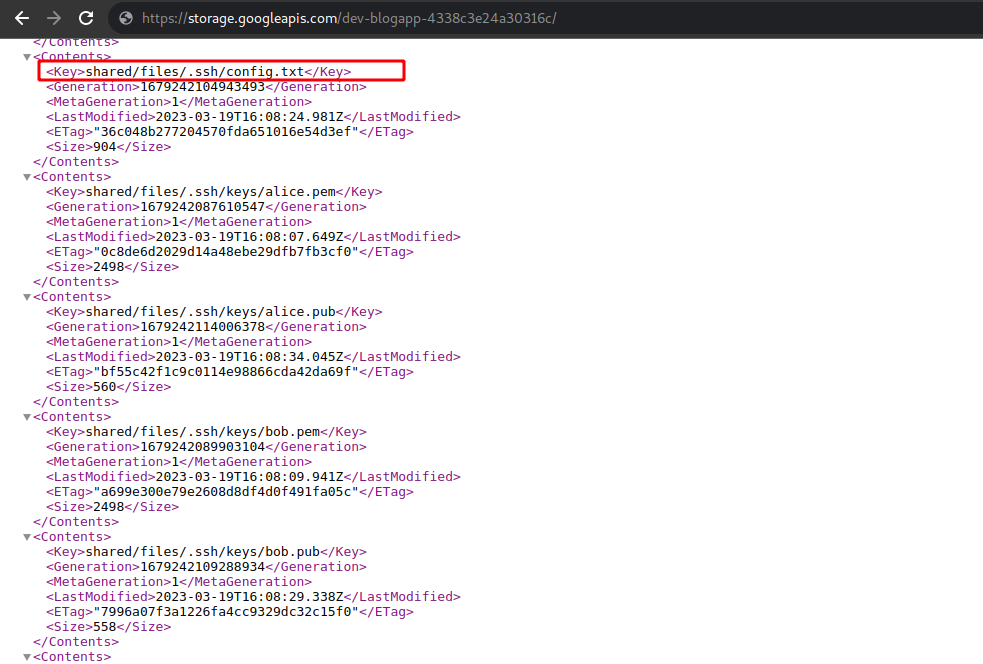 https://storage.googleapis.com/dev-blogapp-4338c3e24a30316c/
</Contents>
<Contents>
<Key>shared/files/.ssh/config.txt</Key>
<Generation>1679242104943493</Generation>
<MetaGeneration>1</MetaGeneration>
<LastModified>2023-03-19T16:08:24.981Z</LastModified>
<ETag>"36c048b277204570fda651016e54d3ef"</ETag>
<Size>904</Size>
</Contents>
<Contents>
<Key>shared/files/.ssh/keys/alice.pem</Key>
<Generation>1679242087610547</Generation>
<MetaGeneration>1</MetaGeneration>
<LastModified>2023-03-19T16:08:07.649Z</LastModified>
<ETag>"0c8de6d2029d14a48ebe29dfb7fb3cf0"</ETag>
<Size>2498</Size>
</Contents>
<Contents>
<Key>shared/files/.ssh/keys/alice.pub</Key>
<Generation>1679242114006378</Generation>
<MetaGeneration>1</MetaGeneration>
<LastModified>2023-03-19T16:08:34.045Z</LastModified>
<ETag>"bf55c42f1c9c0114e98866cda42da69f"</ETag>
<Size>560</Size>
</Contents>
<Contents>
<Key>shared/files/.ssh/keys/bob.pem</Key>
<Generation>1679242089903104</Generation>
<MetaGeneration>1</MetaGeneration>
<LastModified>2023-03-19T16:08:09.941Z</LastModified>
<ETag>"a699e300e79e2608d8df4d0f491fa05c"</ETag>
<Size>2498</Size>
</Contents>
<Contents>
<Key>shared/files/.ssh/keys/bob.pub</Key>
<Generation>1679242109288934</Generation>
<MetaGeneration>1</MetaGeneration>
<LastModified>2023-03-19T16:08:29.338Z</LastModified>
<ETag>"7996a07f3a1226fa4cc9329dc32c15f0"</ETag>
<Size>558</Size>
</Contents>
<Contents>